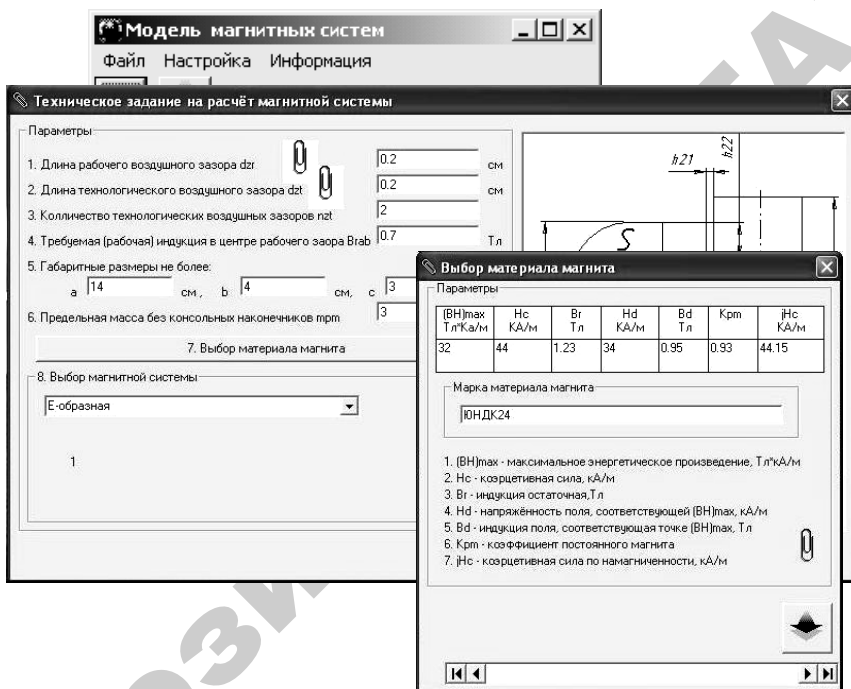 Модель магнитных систем
Файл Настройка Информация
Техническое задание на расчёт магнитной системы
Параметры
1. Длина рабочего воздушного зазора dzr 0.2 см
2. Длина технологического воздушного зазора dzt 0.2 см
3. Колличество технологических воздушных зазоров nzt 2
4. Требуемая (рабочая) индукция в центре рабочего заора Brab 0.7 Тл
5. Габаритные размеры не более:
a 14 см, b 4 см, c 3
6. Предельная масса без консольных наконечников mpm 3
7. Выбор материала магнита
8. Выбор магнитной системы
Е-образная
1
h21
h22
S
Выбор материала магнита
Параметры
(BH)max Hc Br Hd Bd Kpm jHc
Тл*Ка/м КА/м Тл КА/м Тл КА/м
32 44 1.23 34 0.95 0.93 44.15
Марка материала магнита
ЮНДК24
1. (BH)max - максимальное энергетическое произведение, Тл*кА/м
2. Hc - коэрцетивная сила, кА/м
3. Br - индукция остаточная,Тл
4. Hd - напряжённость поля, соответствующей (BH)max, кА/м
5. Bd - индукция поля, соответствующая точке (BH)max, Тл
6. Kpm - коэффициент постоянного магнита
7. jHc - коэрцетивная сила по намагниченности, кА/м